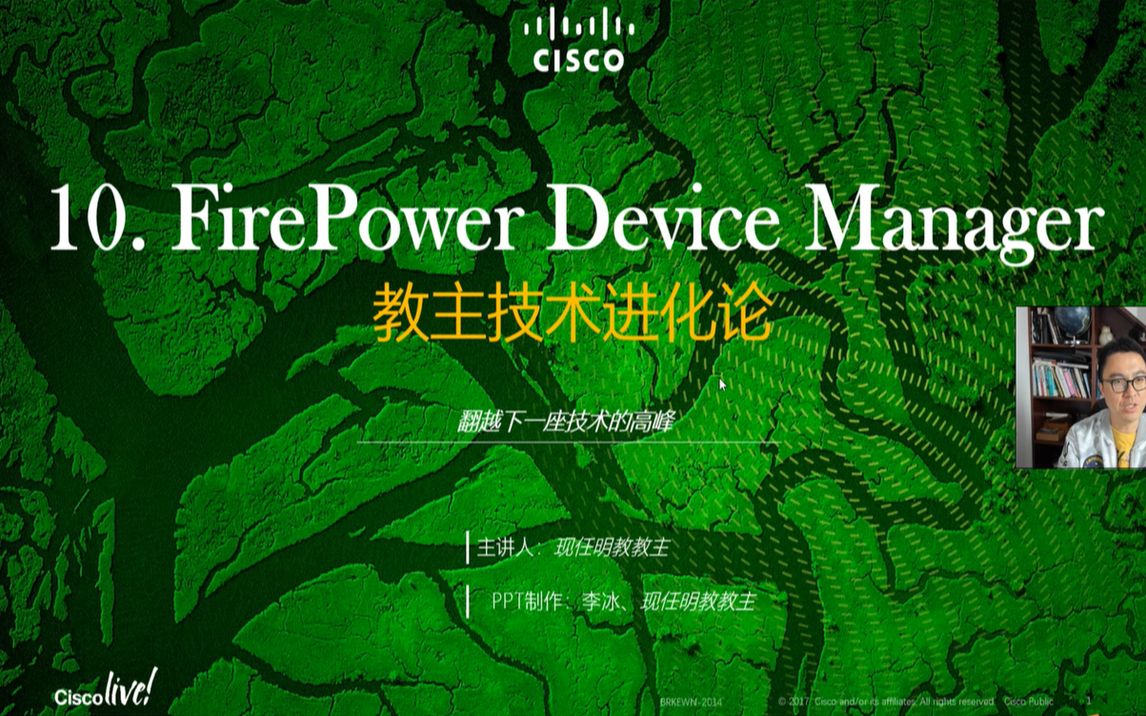 CISCO
10. FirePower Device Manager
教主技术进化论
翻越下一座技术的高峰
主讲人：现任明教教主
PPT制作：李冰、现任明教教主
Cisco live!
BRKEWN-2014
© 2017 Cisco and/or its affiliates. All rights reserved. Cisco Public
1